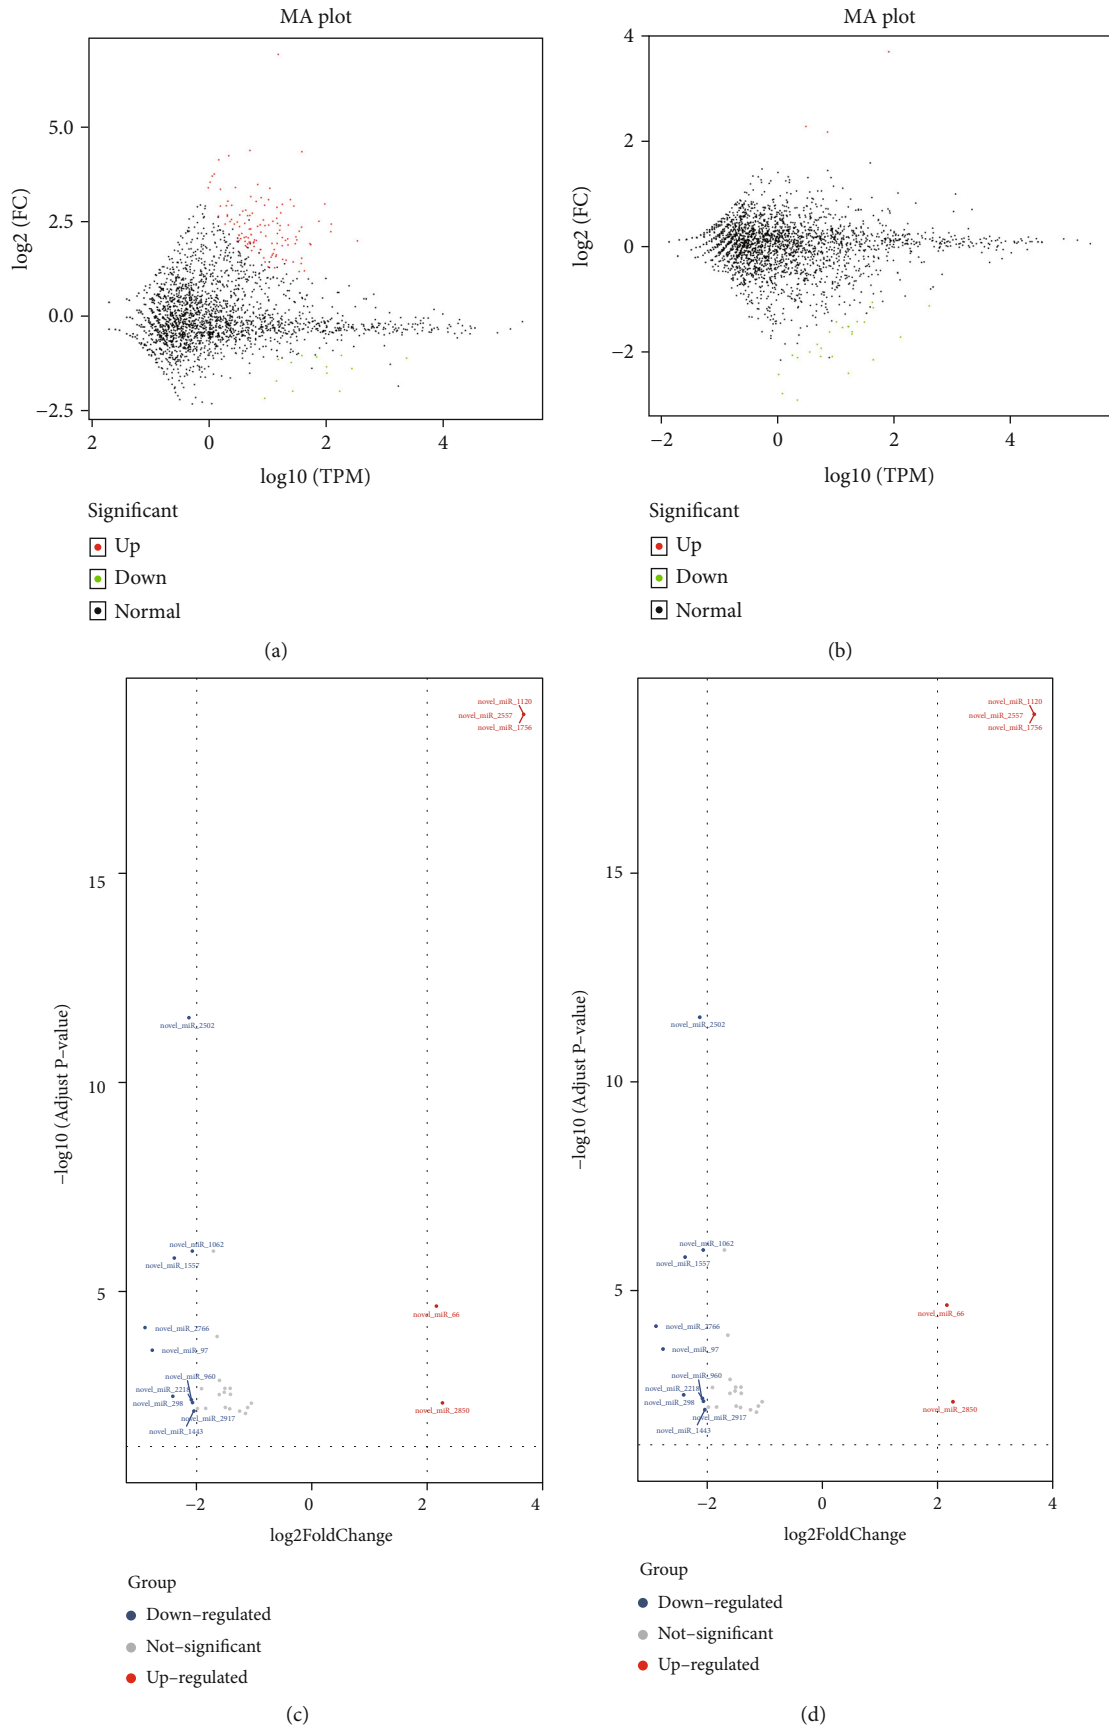 MA plot
5.0
2.5
0.0
−2.5
log2 (FC)
2
0
2
4
log10 (TPM)
Significant
Up
Down
Normal
(a)
MA plot
4
2
0
−2
log2 (FC)
−2
0
2
4
log10 (TPM)
Significant
Up
Down
Normal
(b)
novel_miR_1120
novel_miR_2557
novel_miR_1756
15
novel_miR_2502
10
−log10 (Adjust P−value)
novel_miR_1062
novel_miR_1557
5
novel_miR_66
novel_miR_2766
novel_miR_97
novel_miR_960
novel_miR_2218
novel_miR_298
novel_miR_2850
novel_miR_2917
novel_miR_1443
−2
0
2
4
log2FoldChange
Group
Down−regulated
Not−significant
Up−regulated
(c)
novel_miR_1120
novel_miR_2557
novel_miR_1756
15
novel_miR_2502
10
−log10 (Adjust P−value)
novel_miR_1062
novel_miR_1557
5
novel_miR_66
novel_miR_2766
novel_miR_97
novel_miR_960
novel_miR_2218
novel_miR_298
novel_miR_2850
novel_miR_2917
novel_miR_1443
−2
0
2
4
log2FoldChange
Group
Down−regulated
Not−significant
Up−regulated
(d)